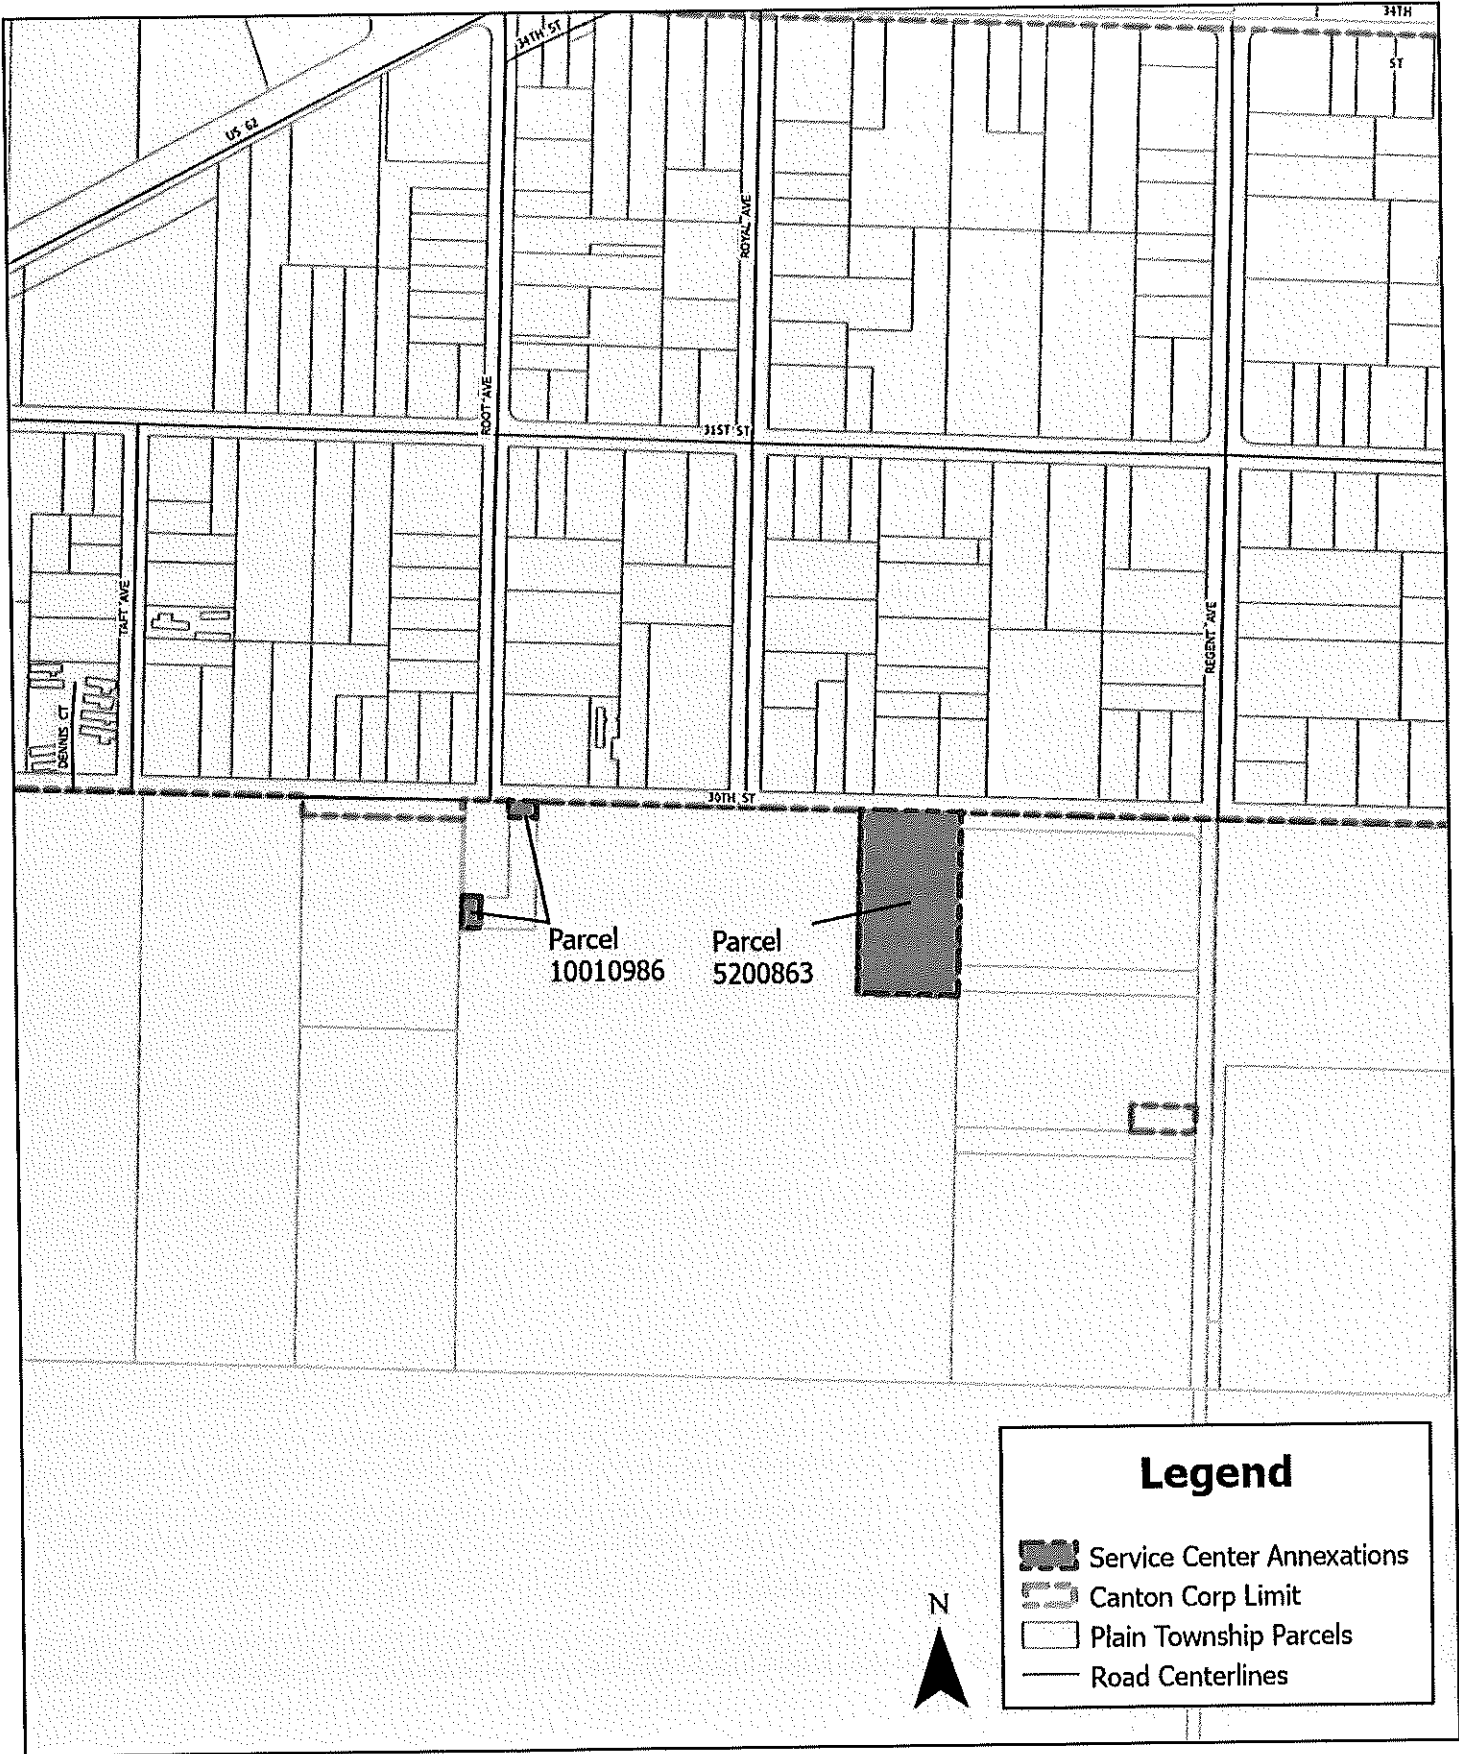 34TH
34TH ST
ST
US 62
ROYAL AVE
ROOT AVE
31ST ST
TAFT AVE
REGENT AVE
DENNIS CT
30TH ST
Parcel
10010986
Parcel
5200863
Legend
Service Center Annexations
Canton Corp Limit
Plain Township Parcels
Road Centerlines
N